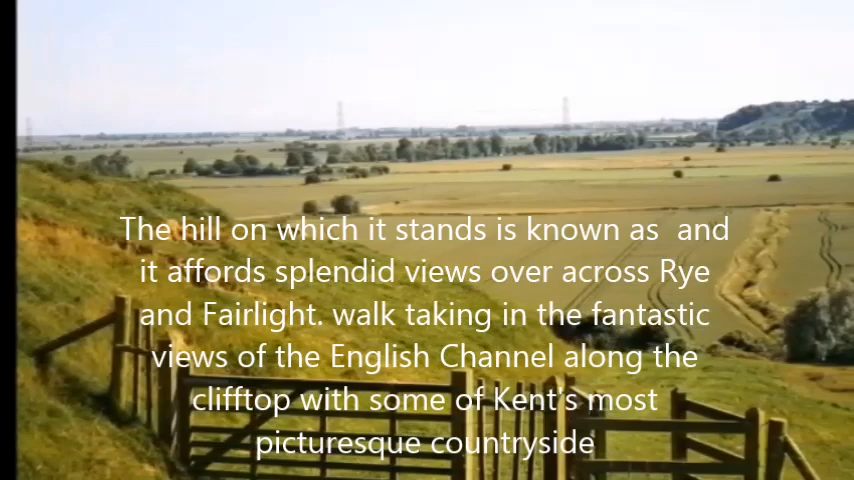 The hill on which it stands is known as  and
it affords splendid views over across Rye
and Fairlight. walk taking in the fantastic
views of the English Channel along the
clifftop with some of Kent's most
picturesque countryside